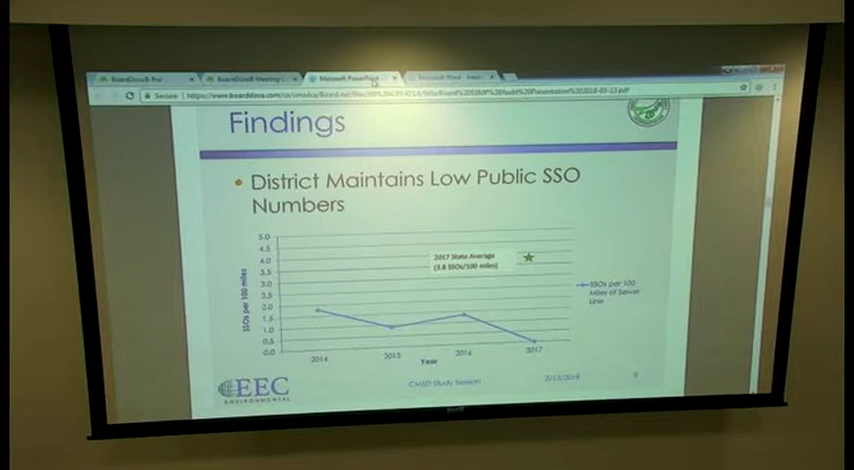 Microsoft PowerPoint
Secure
Findings
District Maintains Low Public SSO
Numbers
5.0
4.5
4.0
3.5
3.0
2.5
2.0
1.5
1.0
0.5
0.0
SSOs per 100 miles
2017 State Average
(3.8 SSOs/100 miles)
SSOs per 100
Miles of Sewer
Line
2014
2015
2016
2017
Year
EEC
ENVIRONMENTAL
Study Session